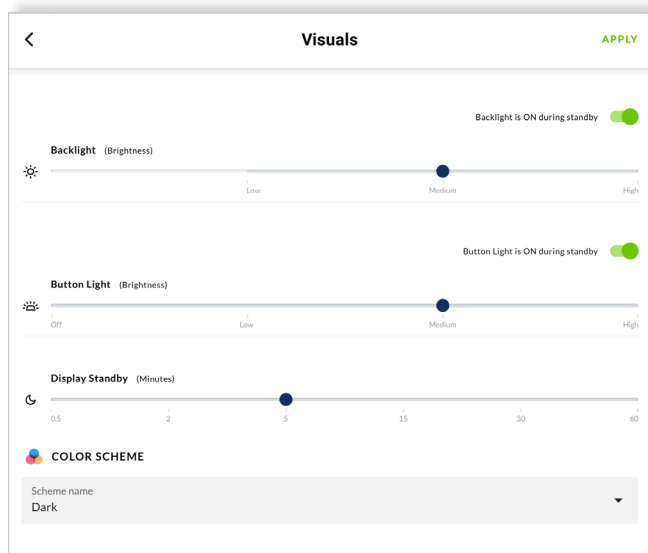 Visuals
APPLY
Backlight is ON during standby
Backlight (Brightness)
Low Medium High
Button Light is ON during standby
Button Light (Brightness)
Off Low Medium High
Display Standby (Minutes)
0.5 2 5 15 30 60
COLOR SCHEME
Scheme name
Dark